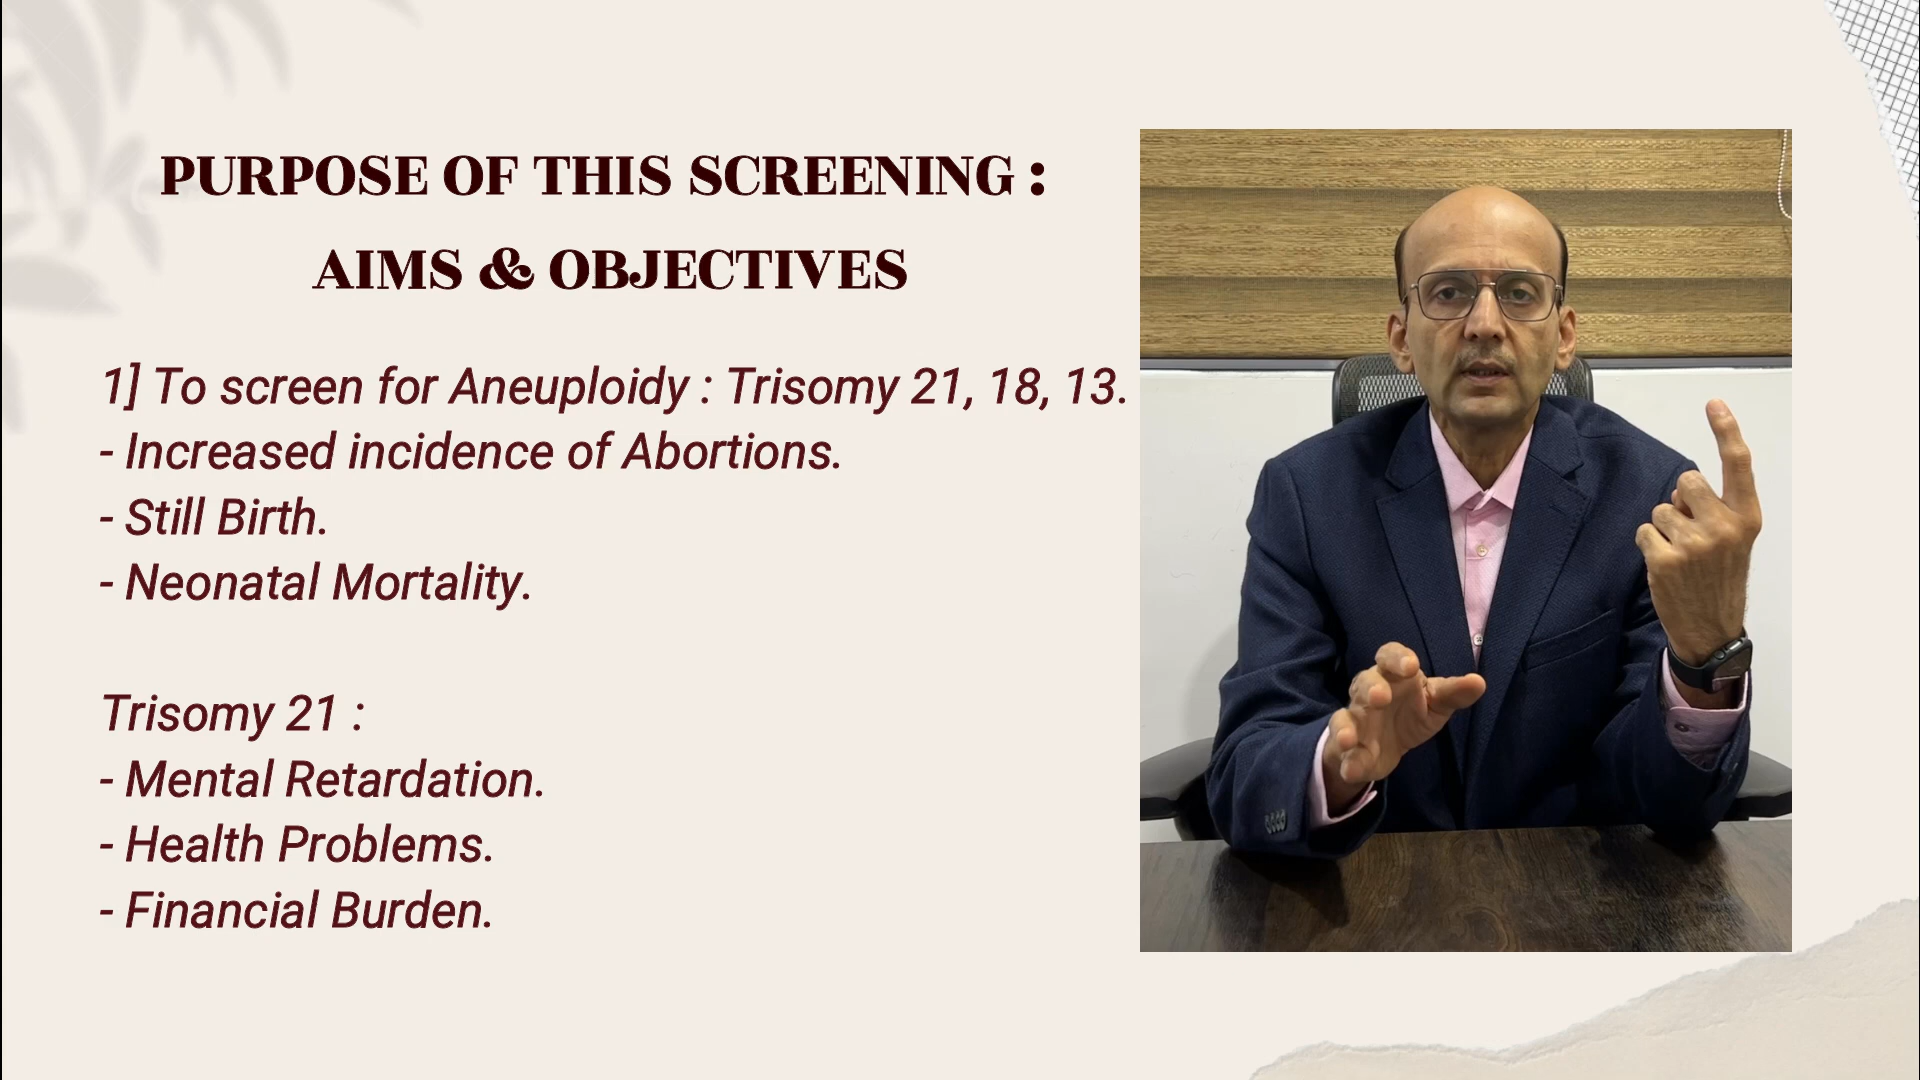 PURPOSE OF THIS SCREENING :
AIMS & OBJECTIVES
1] To screen for Aneuploidy : Trisomy 21, 18, 13.
- Increased incidence of Abortions.
- Still Birth.
- Neonatal Mortality.
Trisomy 21 :
- Mental Retardation.
- Health Problems.
- Financial Burden.